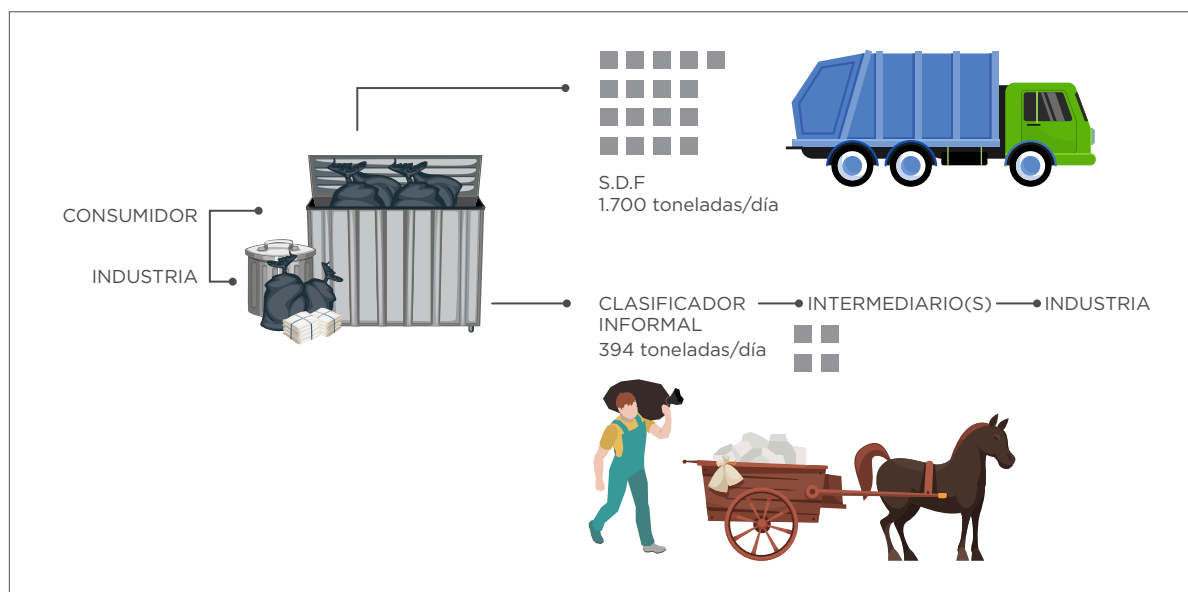 S.D.F
1.700 toneladas/día
CONSUMIDOR
INDUSTRIA
CLASIFICADOR
INFORMAL
394 toneladas/día
INTERMEDIARIO(S)
INDUSTRIA